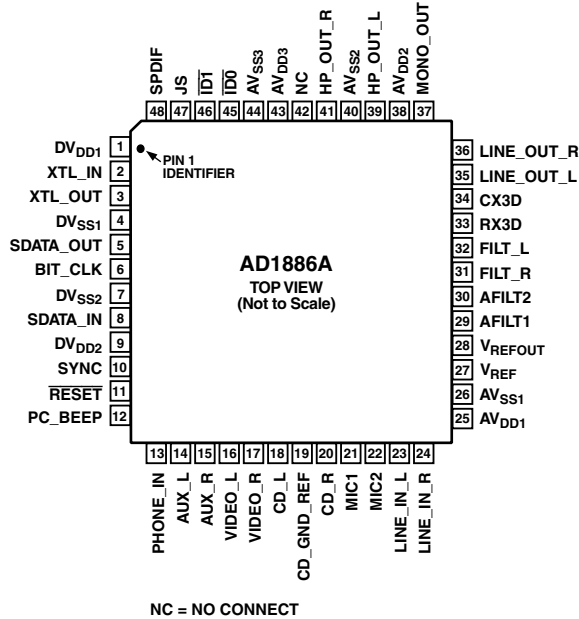 SPDIF
JS
ID1
ID0
AVSS3
AVDD3
NC
HP_OUT_R
AVSS2
HP_OUT_L
AVDD2
MONO_OUT
48 47 46 45 44 43 42 41 40 39 38 37
DVDD1 1
XTL_IN 2
XTL_OUT 3
DVSS1 4
SDATA_OUT 5
BIT_CLK 6
DVSS2 7
SDATA_IN 8
DVDD2 9
SYNC 10
RESET 11
PC_BEEP 12
PIN 1
IDENTIFIER
AD1886A
TOP VIEW
(Not to Scale)
36 LINE_OUT_R
35 LINE_OUT_L
34 CX3D
33 RX3D
32 FILT_L
31 FILT_R
30 AFILT2
29 AFILT1
28 VREFOUT
27 VREF
26 AVSS1
25 AVDD1
13 14 15 16 17 18 19 20 21 22 23 24
PHONE_IN
AUX_L
AUX_R
VIDEO_L
VIDEO_R
CD_L
CD_GND_REF
CD_R
MIC1
MIC2
LINE_IN_L
LINE_IN_R
NC = NO CONNECT